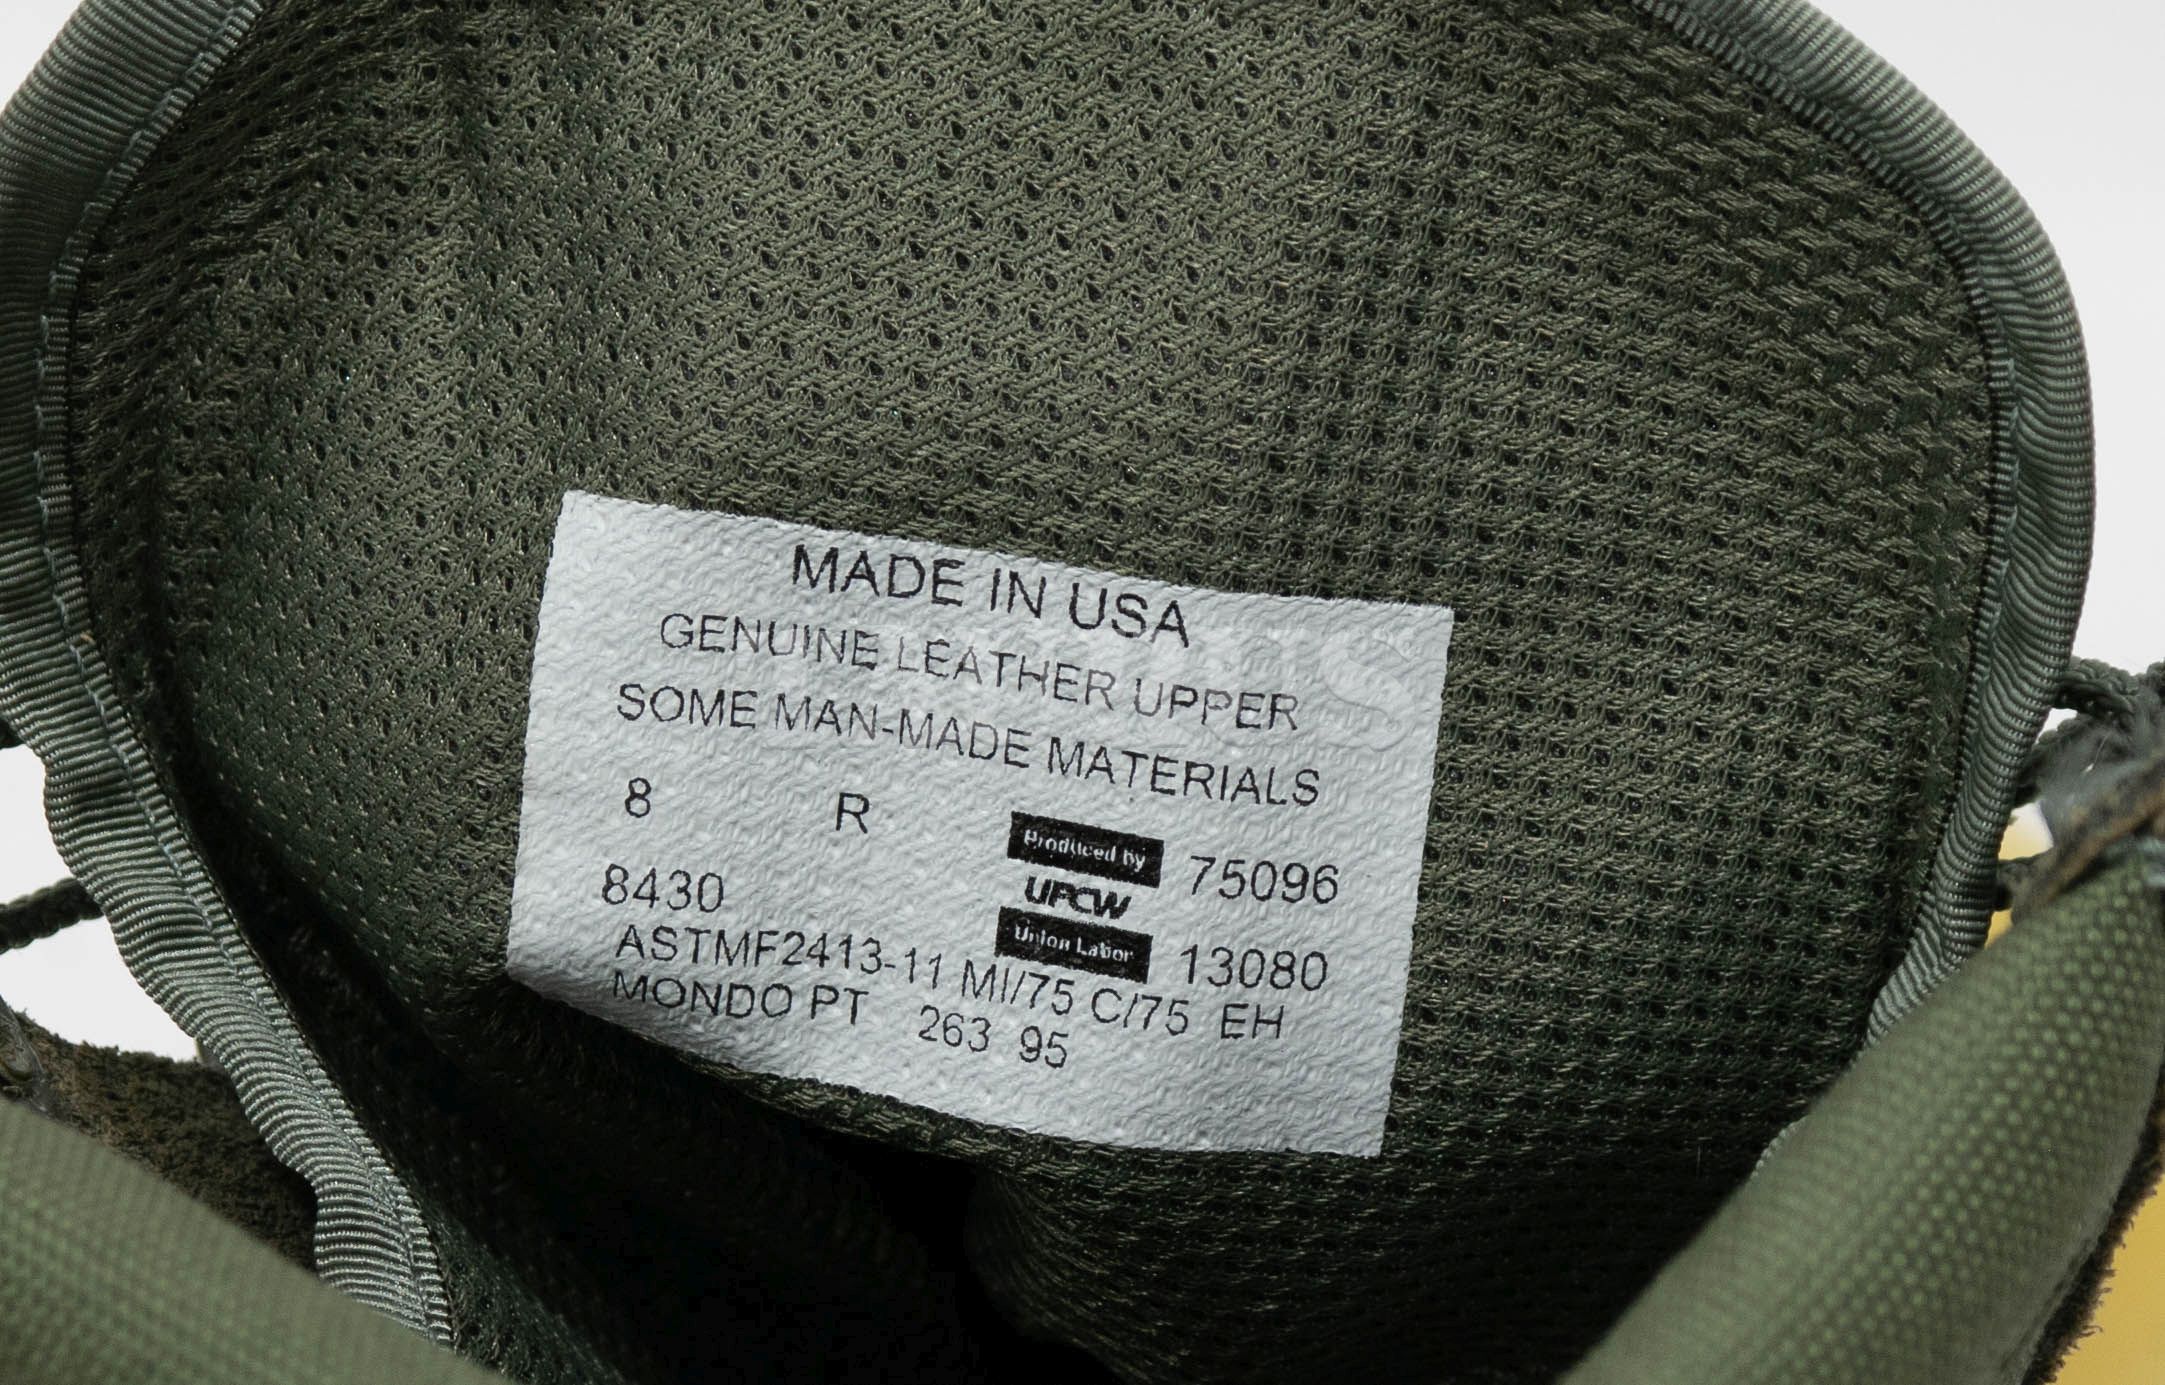 MADE IN USA
GENUINE LEATHER UPPER
SOME MAN-MADE MATERIALS
8 R
Produced by 75096
UFCW
8430
Union Labor 13080
ASTMF2413-11 MI/75 C/75 EH
MONDO PT 263 95